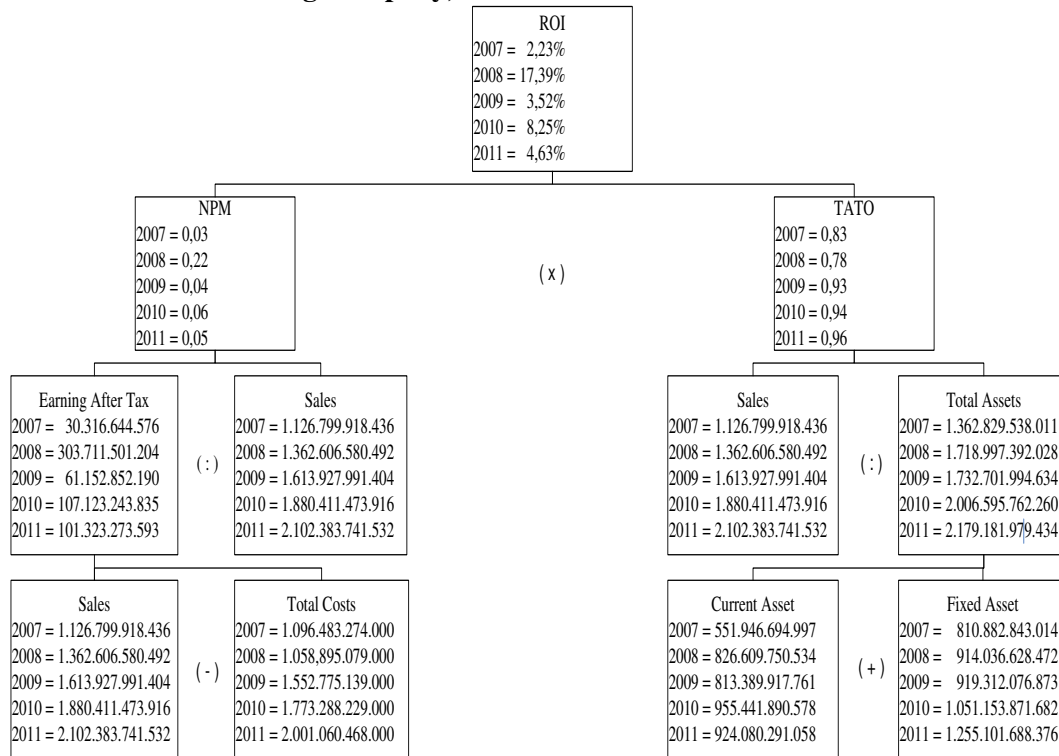 ROI
2007 = 2,23%
2008 = 17,39%
2009 = 3,52%
2010 = 8,25%
2011 = 4,63%
NPM
2007 = 0,03
2008 = 0,22
2009 = 0,04
2010 = 0,06
2011 = 0,05
( x )
TATO
2007 = 0,83
2008 = 0,78
2009 = 0,93
2010 = 0,94
2011 = 0,96
Earning After Tax
2007 = 30.316.644.576
2008 = 303.711.501.204
2009 = 61.152.852.190
2010 = 107.123.243.835
2011 = 101.323.273.593
( : )
Sales
2007 = 1.126.799.918.436
2008 = 1.362.606.580.492
2009 = 1.613.927.991.404
2010 = 1.880.411.473.916
2011 = 2.102.383.741.532
Sales
2007 = 1.126.799.918.436
2008 = 1.362.606.580.492
2009 = 1.613.927.991.404
2010 = 1.880.411.473.916
2011 = 2.102.383.741.532
( : )
Total Assets
2007 = 1.362.829.538.011
2008 = 1.718.997.392.028
2009 = 1.732.701.994.634
2010 = 2.006.595.762.260
2011 = 2.179.181.979.434
Sales
2007 = 1.126.799.918.436
2008 = 1.362.606.580.492
2009 = 1.613.927.991.404
2010 = 1.880.411.473.916
2011 = 2.102.383.741.532
( - )
Total Costs
2007 = 1.096.483.274.000
2008 = 1.058,895.079.000
2009 = 1.552.775.139.000
2010 = 1.773.288.229.000
2011 = 2.001.060.468.000
Current Asset
2007 = 551.946.694.997
2008 = 826.609.750.534
2009 = 813.389.917.761
2010 = 955.441.890.578
2011 = 924.080.291.058
( + )
Fixed Asset
2007 = 810.882.843.014
2008 = 914.036.628.472
2009 = 919.312.076.873
2010 = 1.051.153.871.682
2011 = 1.255.101.688.376